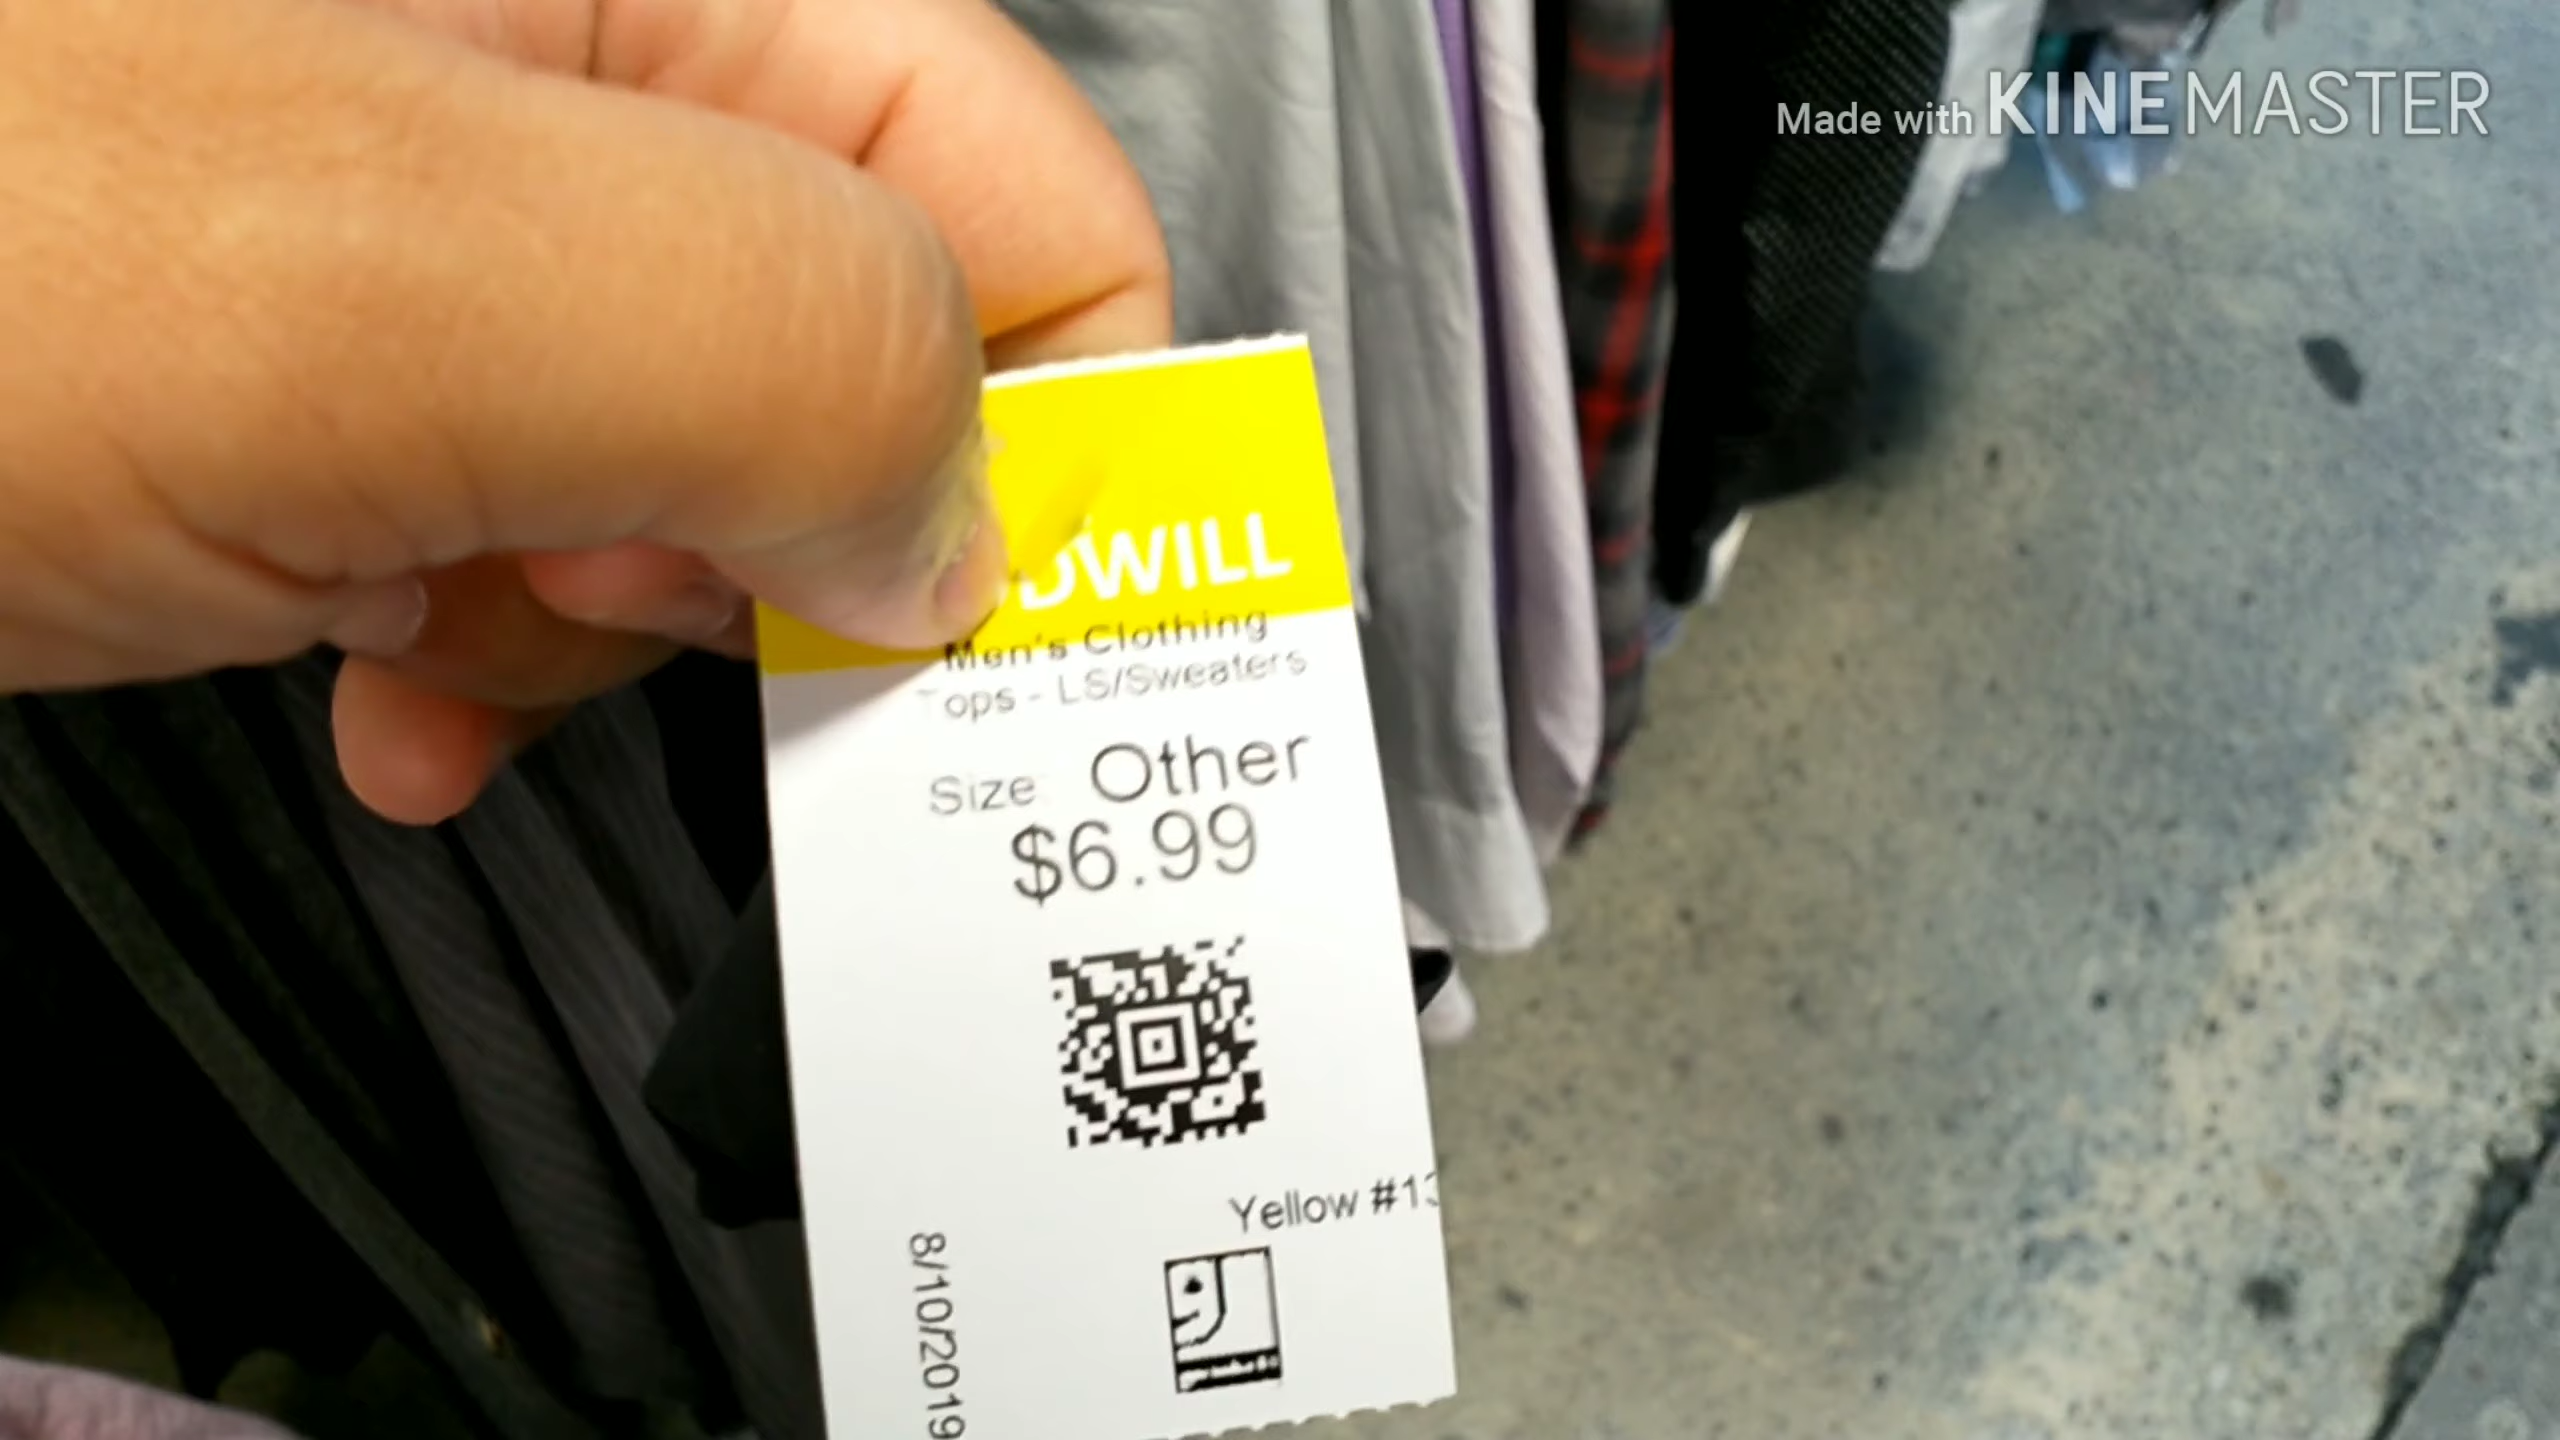 Made with KINEMASTER
DWILL
Men's Clothing
Tops - LS/Sweaters
Size: Other
$6.99
Yellow #13
8/10/2019